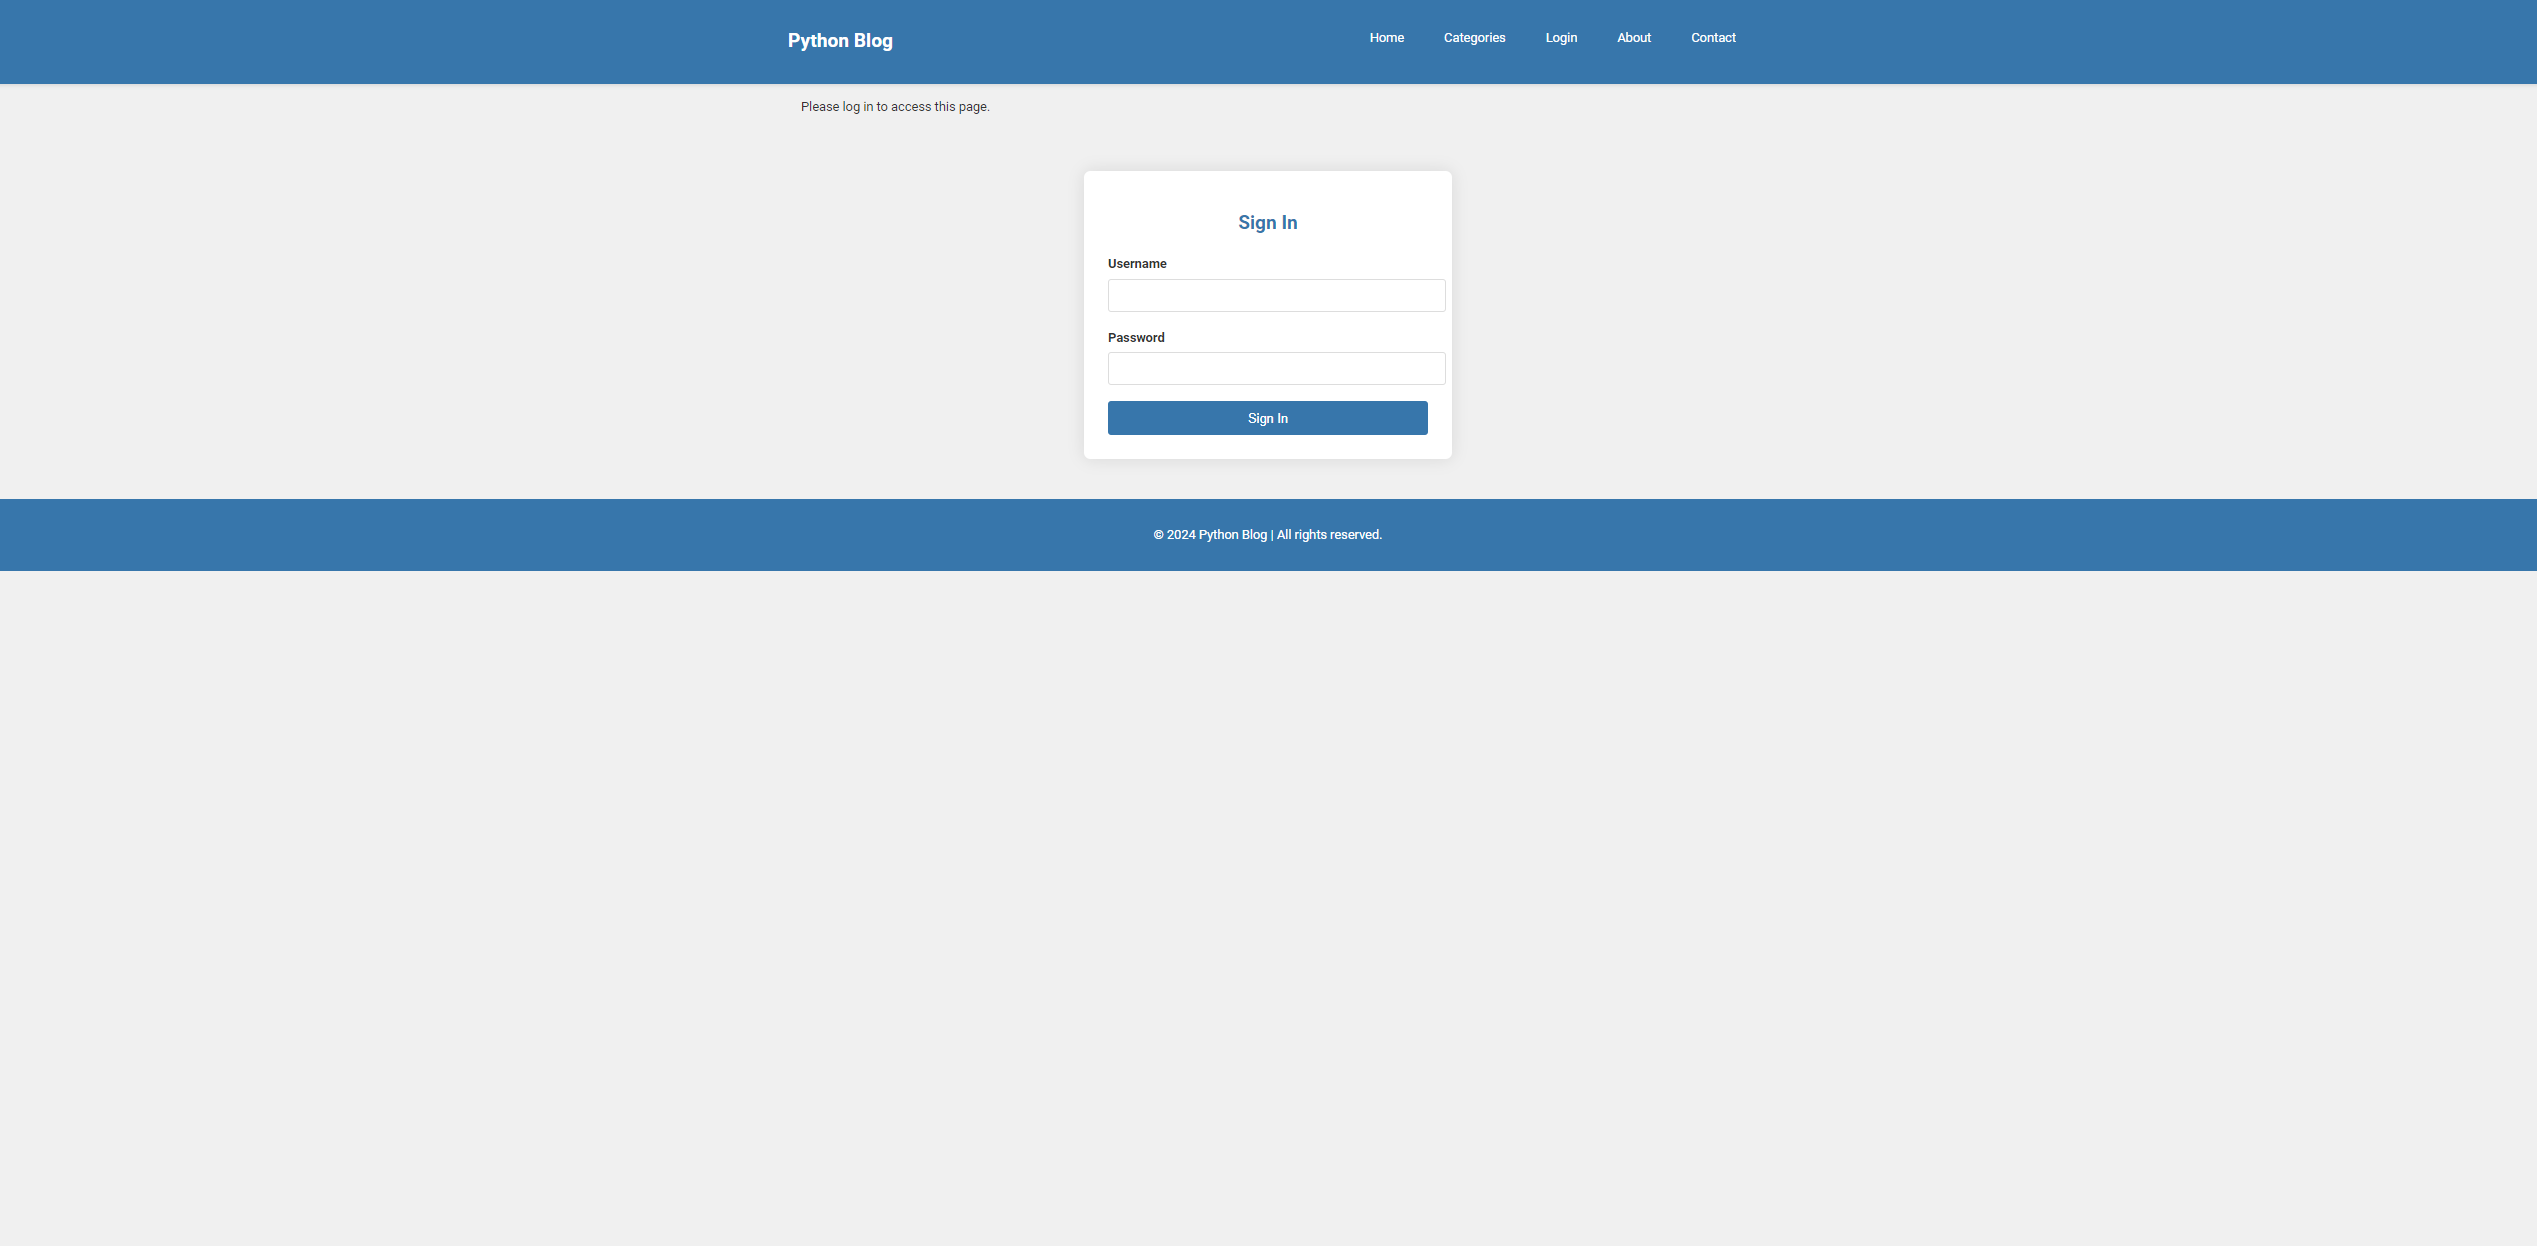 Python Blog
Home Categories Login About Contact
Please log in to access this page.
Sign In
Username
Password
Sign In
© 2024 Python Blog | All rights reserved.